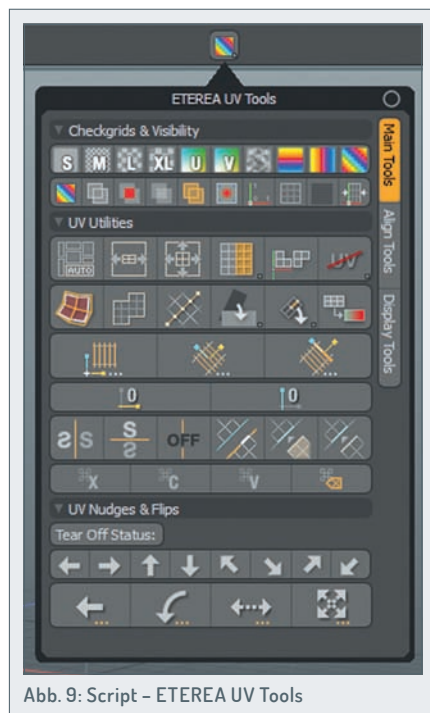 ETEREA UV Tools
Checkgrids & Visibility
S M L XL U V
UV Utilities
AUTO
UV
0 0
S S S S OFF
⌘X ⌘C ⌘V ⌘⌫
UV Nudges & Flips
Tear Off Status:
Main Tools
Align Tools
Display Tools
Abb. 9: Script – ETEREA UV Tools